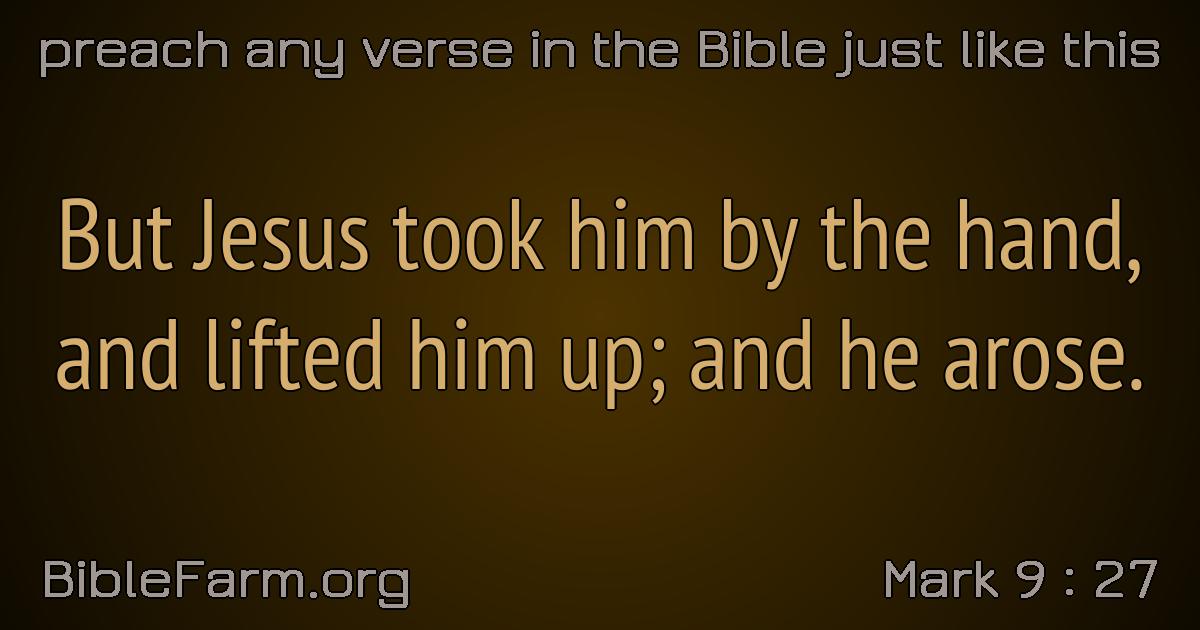 preach any verse in the Bible just like this
But Jesus took him by the hand,
and lifted him up; and he arose.
BibleFarm.org
Mark 9 : 27